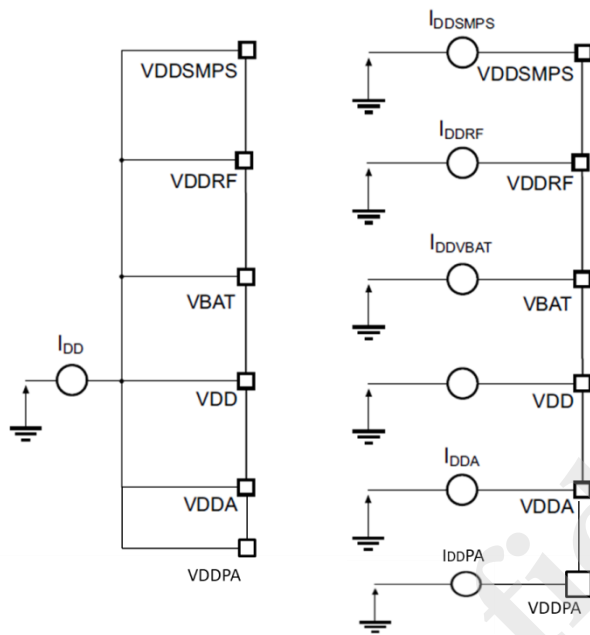 VDDSMPS
VDDRF
VBAT
IDD
VDD
VDDA
VDDPA
IDDSMPS
VDDSMPS
IDDRF
VDDRF
IDDVBAT
VBAT
VDD
IDDA
VDDA
IDDPA
VDDPA